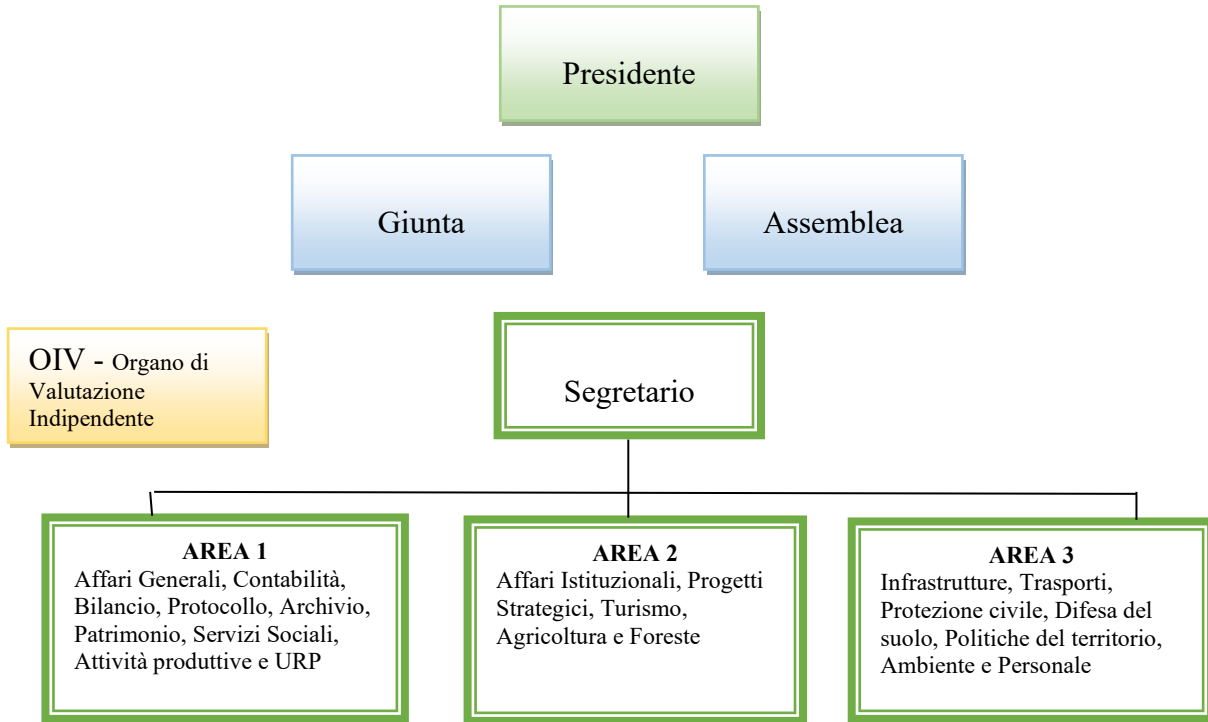 Presidente
Giunta
Assemblea
OIV - Organo di
Valutazione
Indipendente
Segretario
AREA 1
Affari Generali, Contabilità,
Bilancio, Protocollo, Archivio,
Patrimonio, Servizi Sociali,
Attività produttive e URP
AREA 2
Affari Istituzionali, Progetti
Strategici, Turismo,
Agricoltura e Foreste
AREA 3
Infrastrutture, Trasporti,
Protezione civile, Difesa del
suolo, Politiche del territorio,
Ambiente e Personale